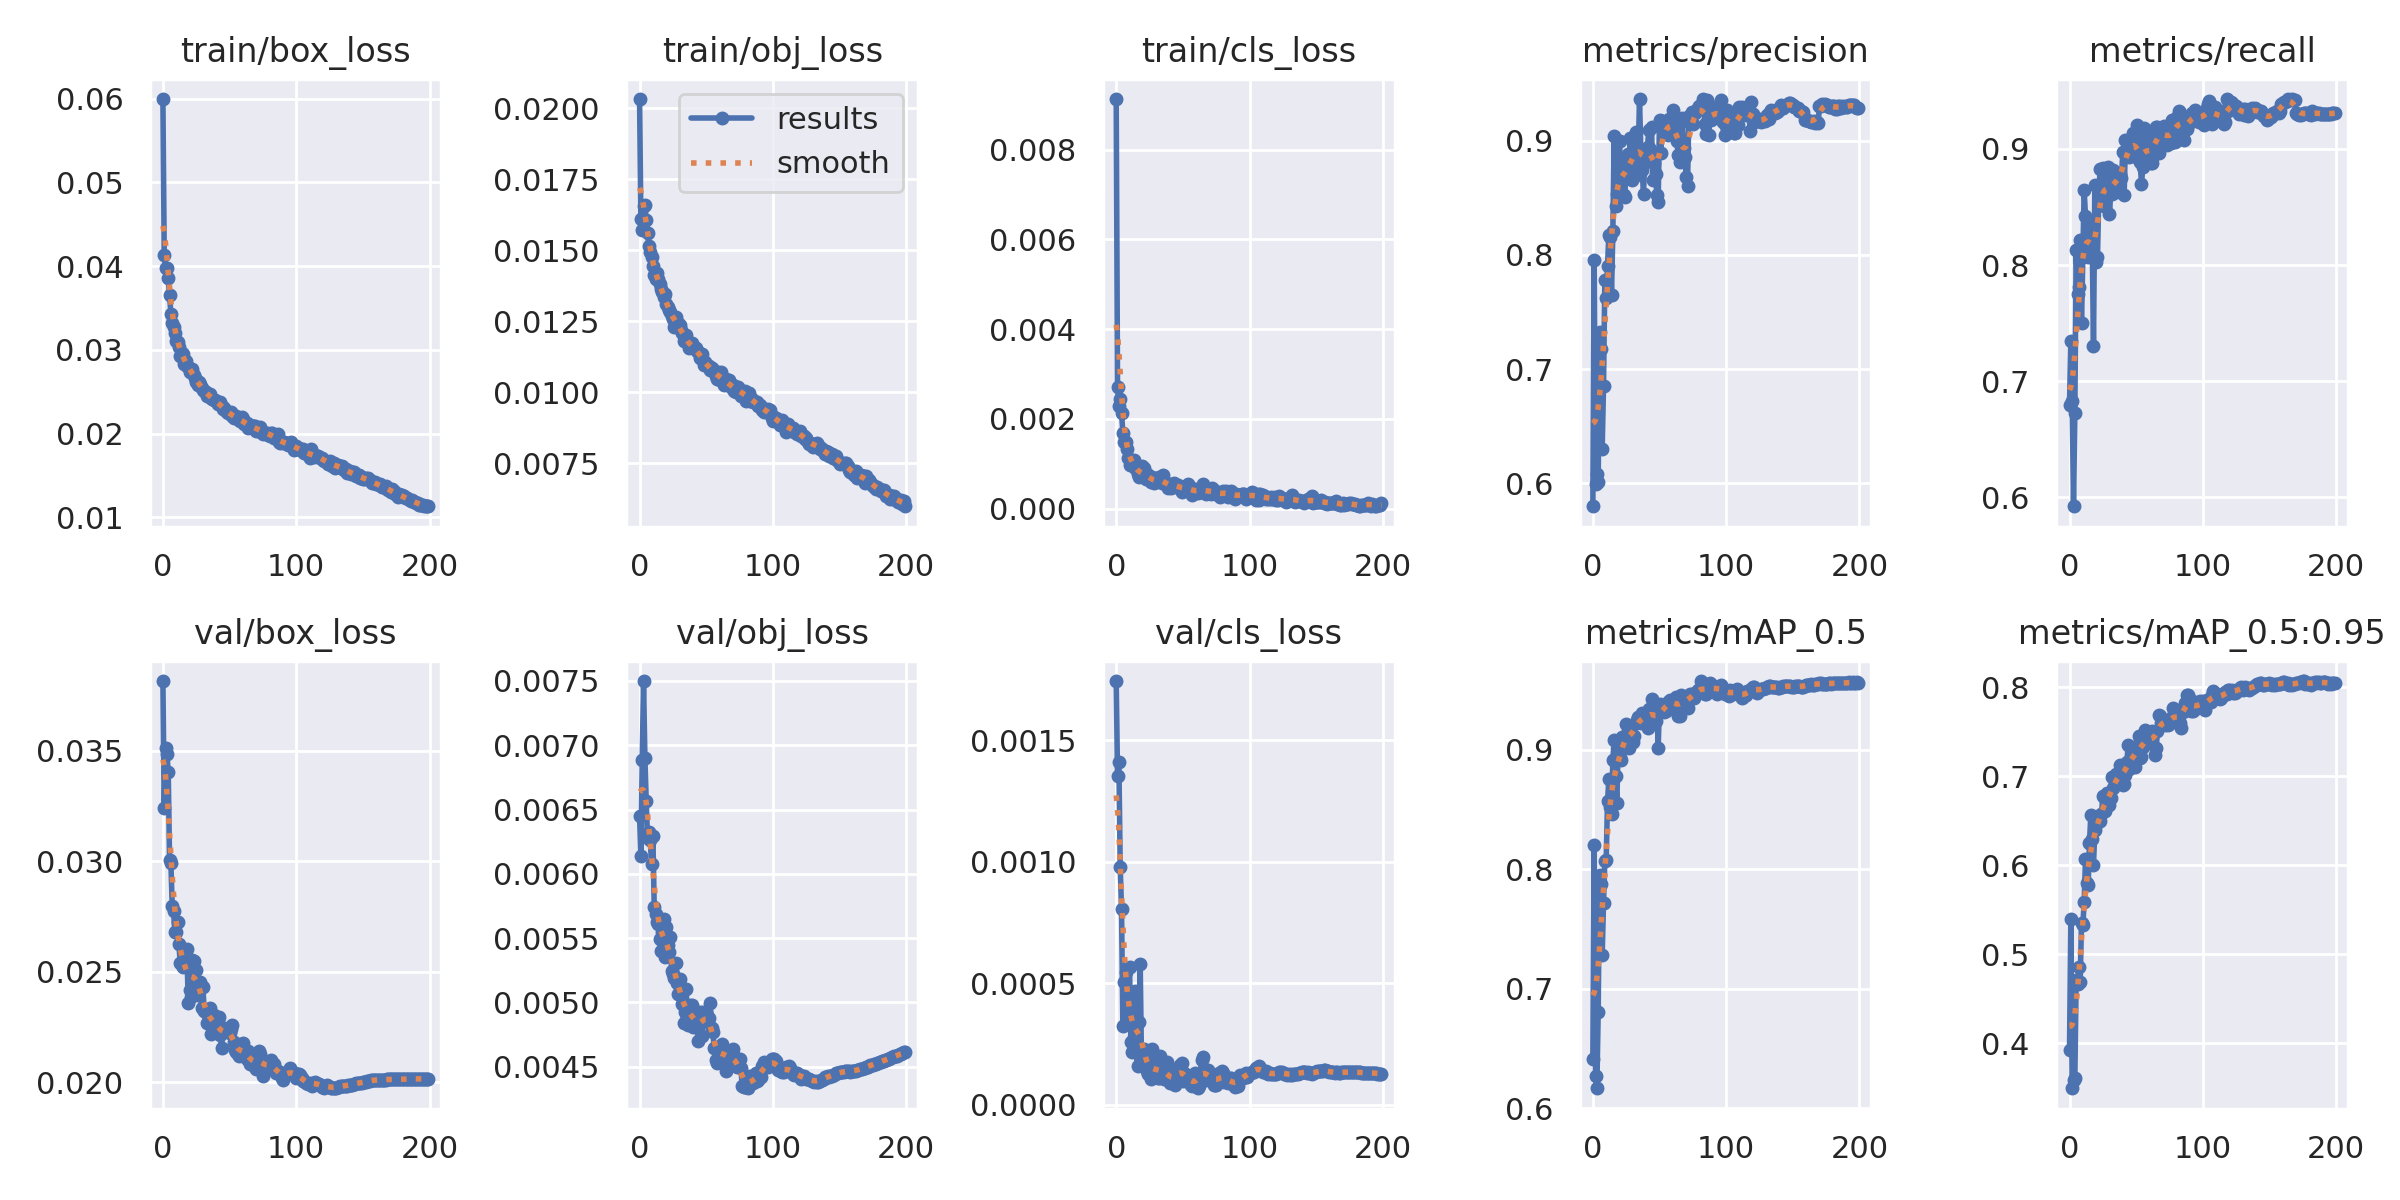 train/box_loss
0.06
0.05
0.04
0.03
0.02
0.01
0 100 200
train/obj_loss
results
smooth
0.0200
0.0175
0.0150
0.0125
0.0100
0.0075
0 100 200
train/cls_loss
0.008
0.006
0.004
0.002
0.000
0 100 200
metrics/precision
0.9
0.8
0.7
0.6
0 100 200
metrics/recall
0.9
0.8
0.7
0.6
0 100 200
val/box_loss
0.035
0.030
0.025
0.020
0 100 200
val/obj_loss
0.0075
0.0070
0.0065
0.0060
0.0055
0.0050
0.0045
0 100 200
val/cls_loss
0.0015
0.0010
0.0005
0.0000
0 100 200
metrics/mAP_0.5
0.9
0.8
0.7
0.6
0 100 200
metrics/mAP_0.5:0.95
0.8
0.7
0.6
0.5
0.4
0 100 200